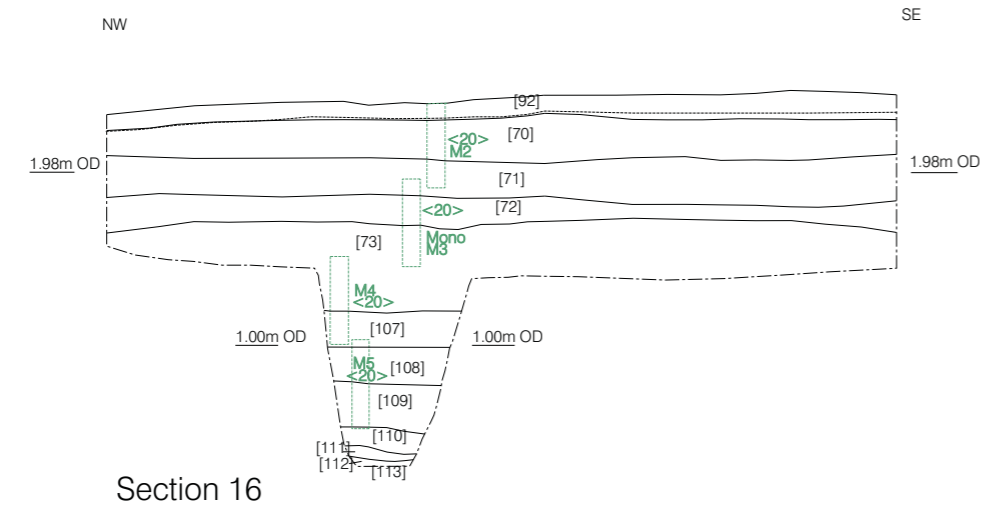 NW
SE
[92]
<20>
M2
[70]
1.98m OD
1.98m OD
[71]
<20>
[72]
Mono
M3
[73]
M4
<20>
1.00m OD
[107]
1.00m OD
M5
<20>
[108]
[109]
[110]
[111]
[112]
[113]
Section 16